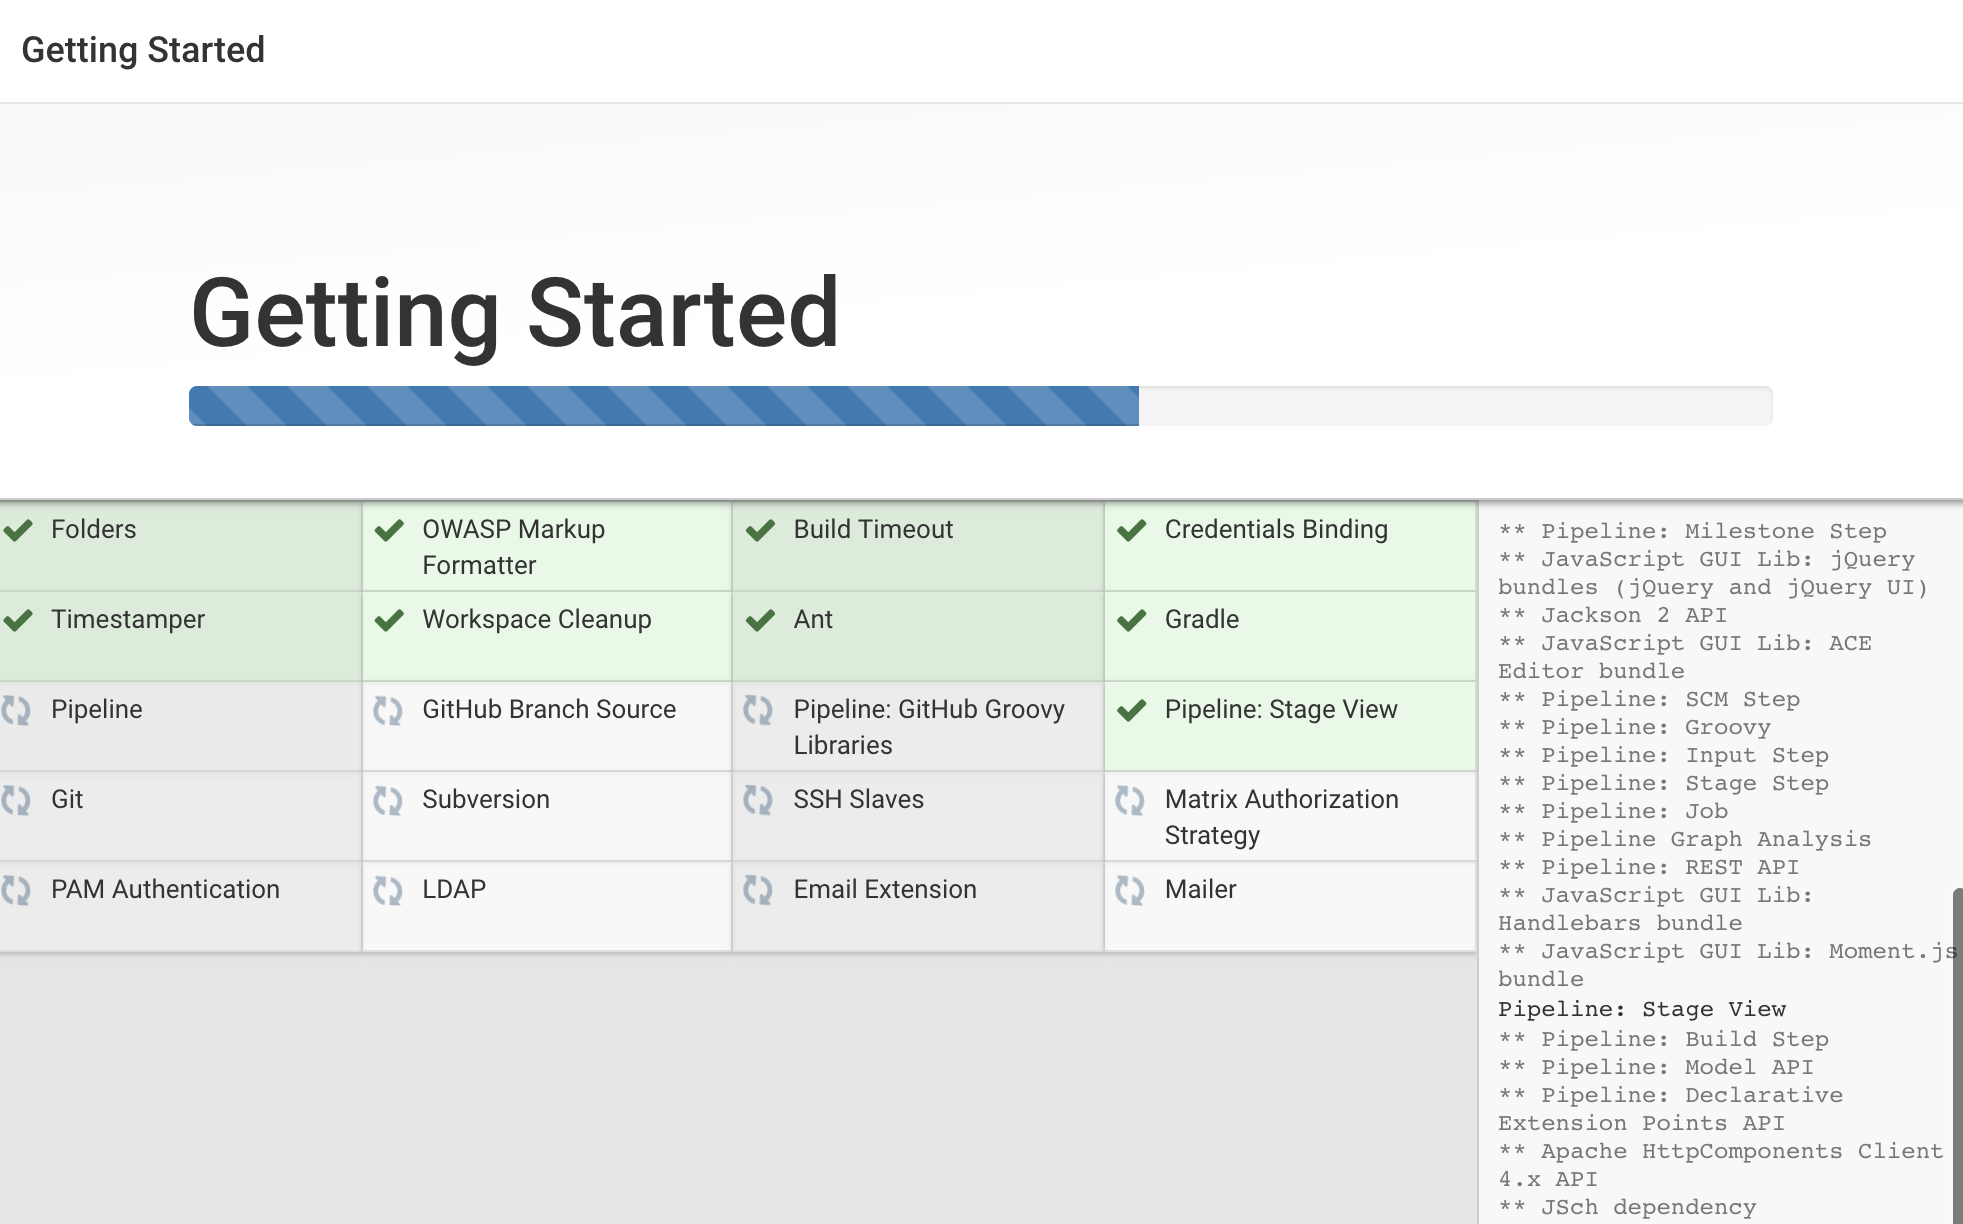 Getting Started
Getting Started
Folders
OWASP Markup
Formatter
Build Timeout
Credentials Binding
Timestamper
Workspace Cleanup
Ant
Gradle
Pipeline
GitHub Branch Source
Pipeline: GitHub Groovy
Libraries
Pipeline: Stage View
Git
Subversion
SSH Slaves
Matrix Authorization
Strategy
PAM Authentication
LDAP
Email Extension
Mailer
** Pipeline: Milestone Step
** JavaScript GUI Lib: jQuery
bundles (jQuery and jQuery UI)
** Jackson 2 API
** JavaScript GUI Lib: ACE
Editor bundle
** Pipeline: SCM Step
** Pipeline: Groovy
** Pipeline: Input Step
** Pipeline: Stage Step
** Pipeline: Job
** Pipeline Graph Analysis
** Pipeline: REST API
** JavaScript GUI Lib:
Handlebars bundle
** JavaScript GUI Lib: Moment.js
bundle
Pipeline: Stage View
** Pipeline: Build Step
** Pipeline: Model API
** Pipeline: Declarative
Extension Points API
** Apache HttpComponents Client
4.x API
** JSch dependency